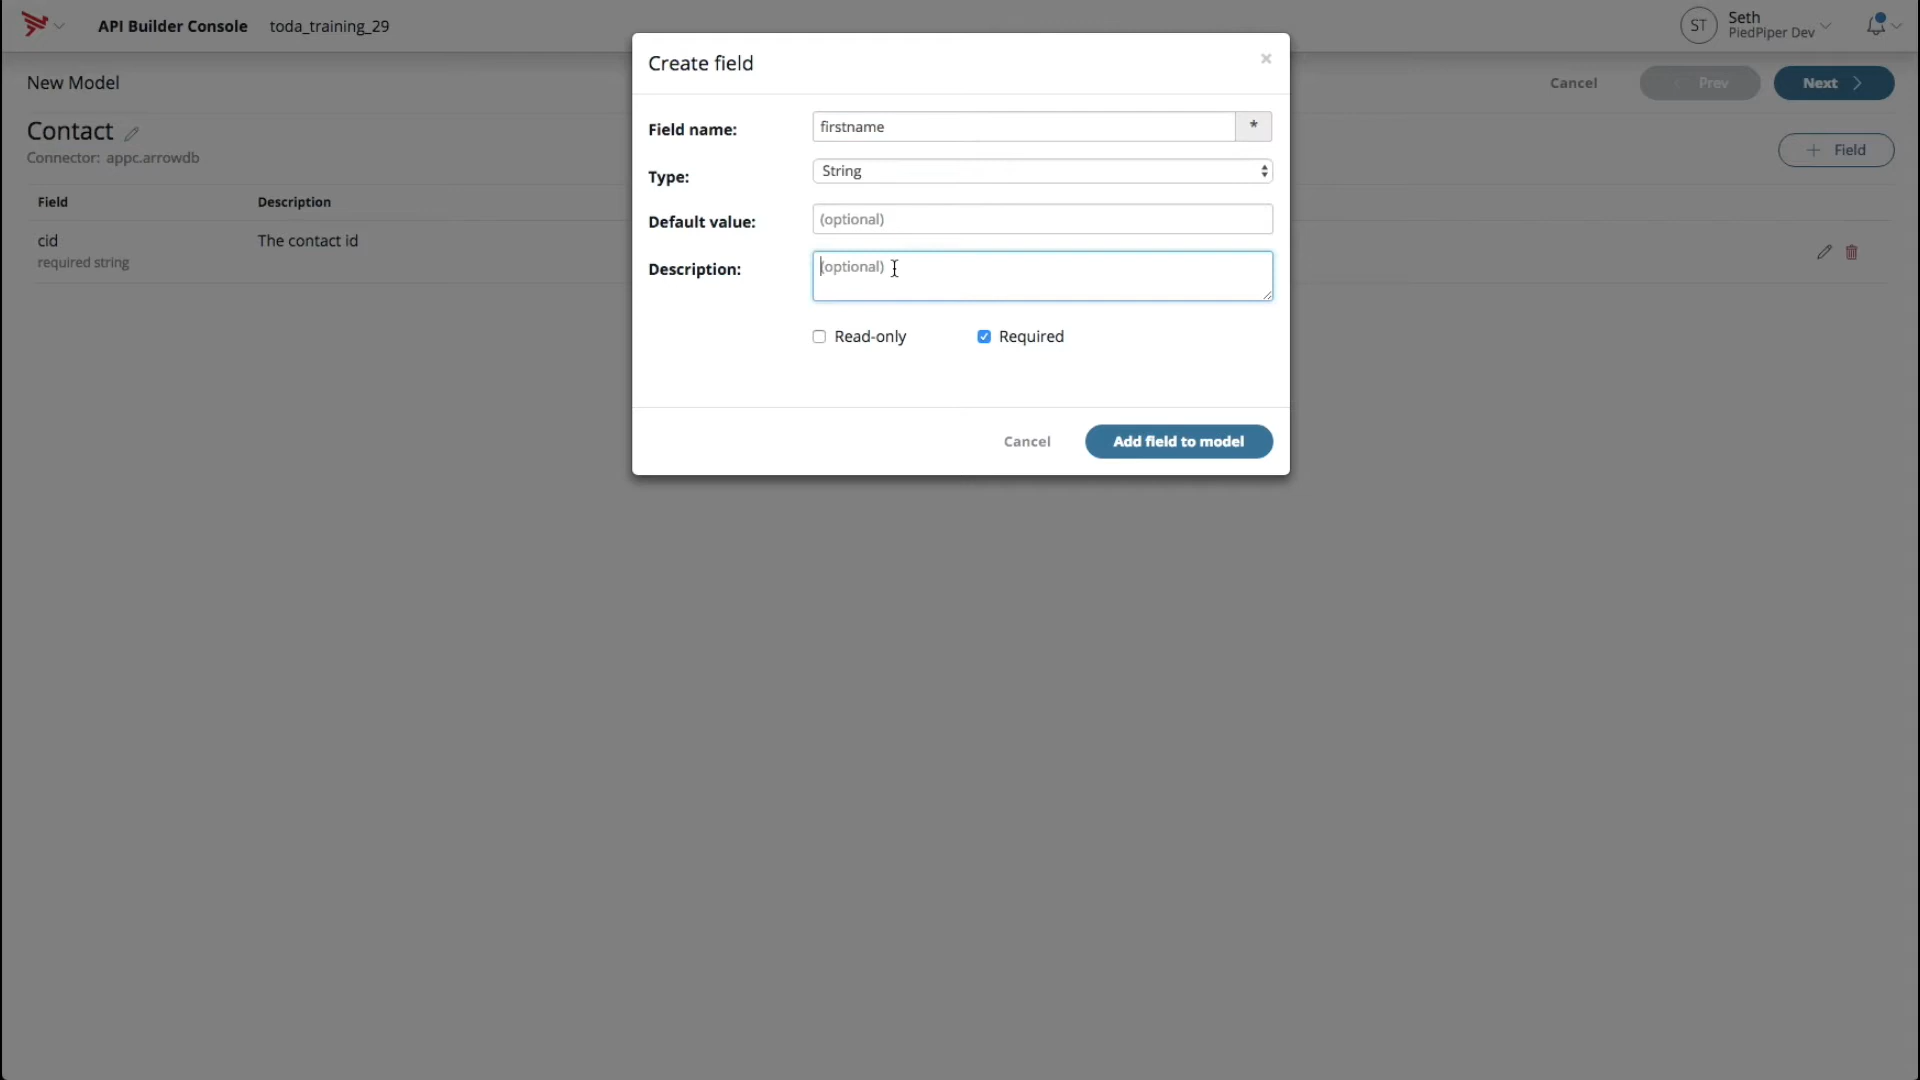 API Builder Console toda_training_29
ST Seth
PiedPiper Dev
New Model
Cancel Prev Next
Contact
Connector: appc.arrowdb
+ Field
Field Description
cid The contact id
required string
Create field ×
Field name: firstname *
Type: String
Default value: (optional)
Description: (optional)
Read-only Required
Cancel Add field to model